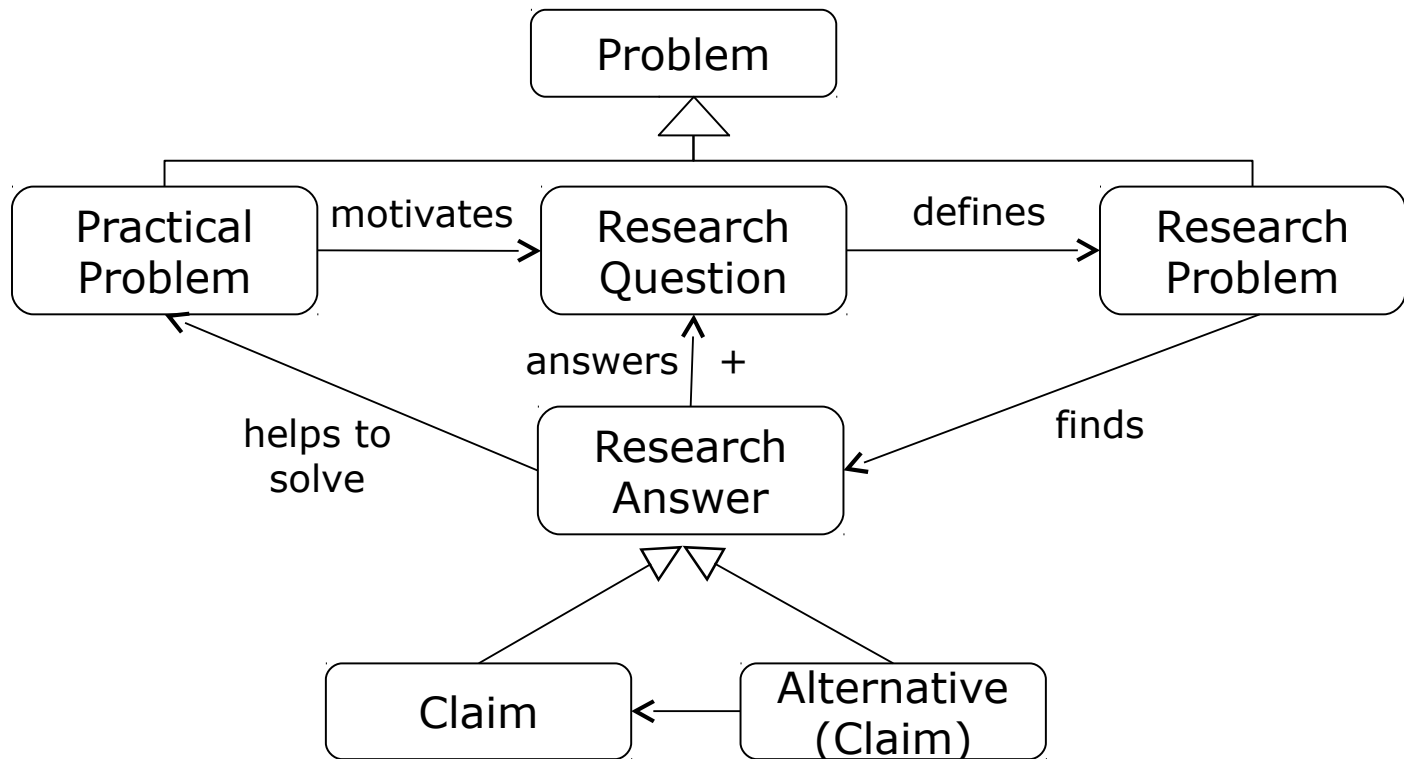 Problem
Practical
Problem
motivates
Research
Question
defines
Research
Problem
answers +
helps to
solve
Research
Answer
finds
Claim
Alternative
(Claim)